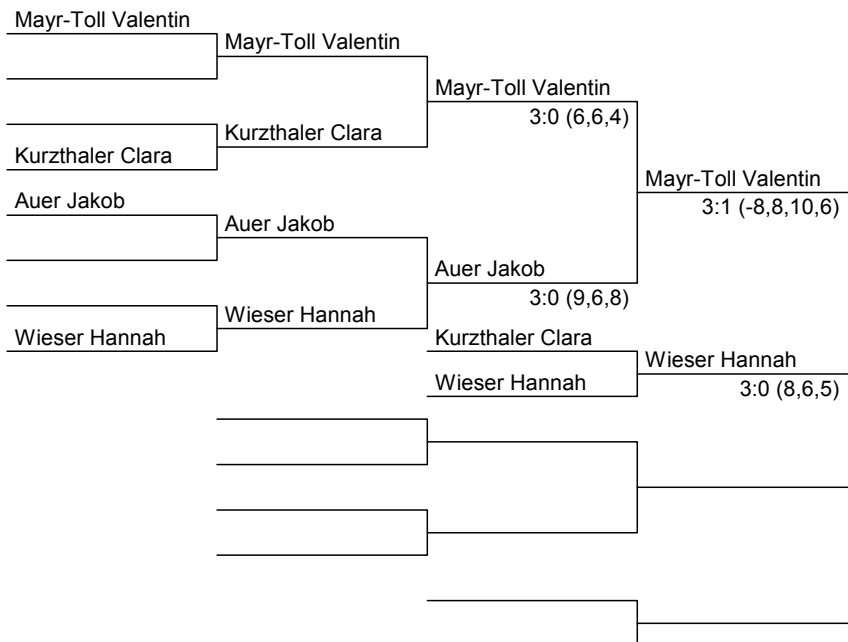 Mayr-Toll Valentin
Mayr-Toll Valentin
Mayr-Toll Valentin
3:0 (6,6,4)
Kurzthaler Clara
Kurzthaler Clara
Mayr-Toll Valentin
3:1 (-8,8,10,6)
Auer Jakob
Auer Jakob
Auer Jakob
3:0 (9,6,8)
Wieser Hannah
Wieser Hannah
Kurzthaler Clara
Wieser Hannah
Wieser Hannah
3:0 (8,6,5)